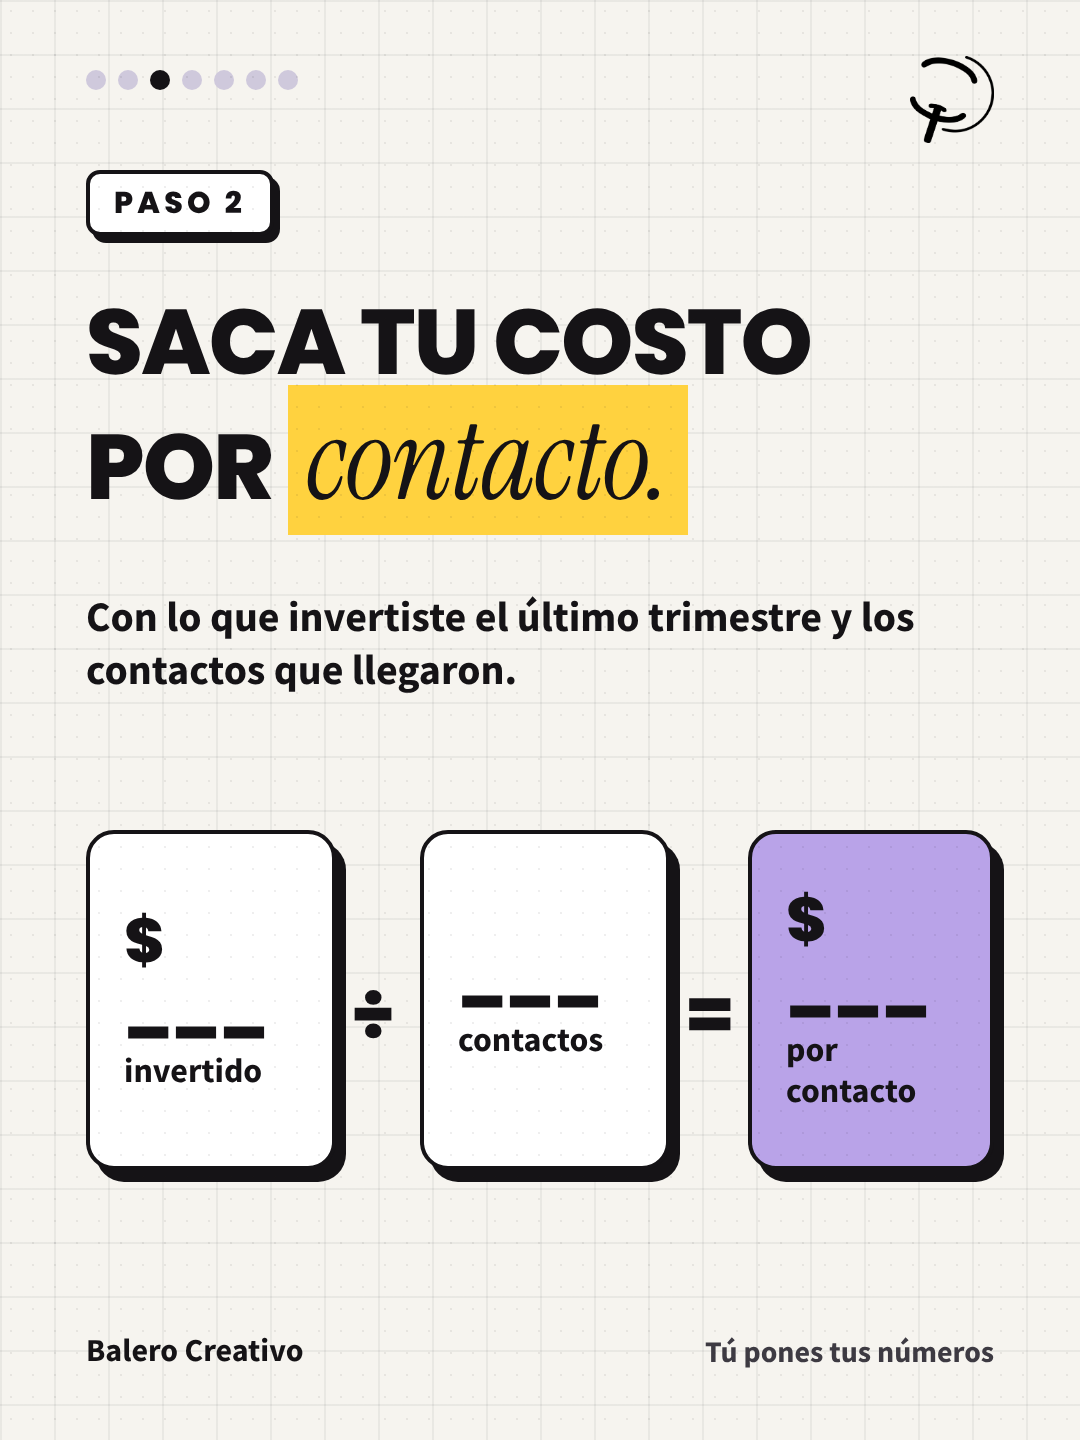 PASO 2
SACA TU COSTO
POR contacto.
Con lo que invertiste el último trimestre y los
contactos que llegaron.
$
___
invertido
÷
___
contactos
=
$
___
por
contacto
Balero Creativo
Tú pones tus números